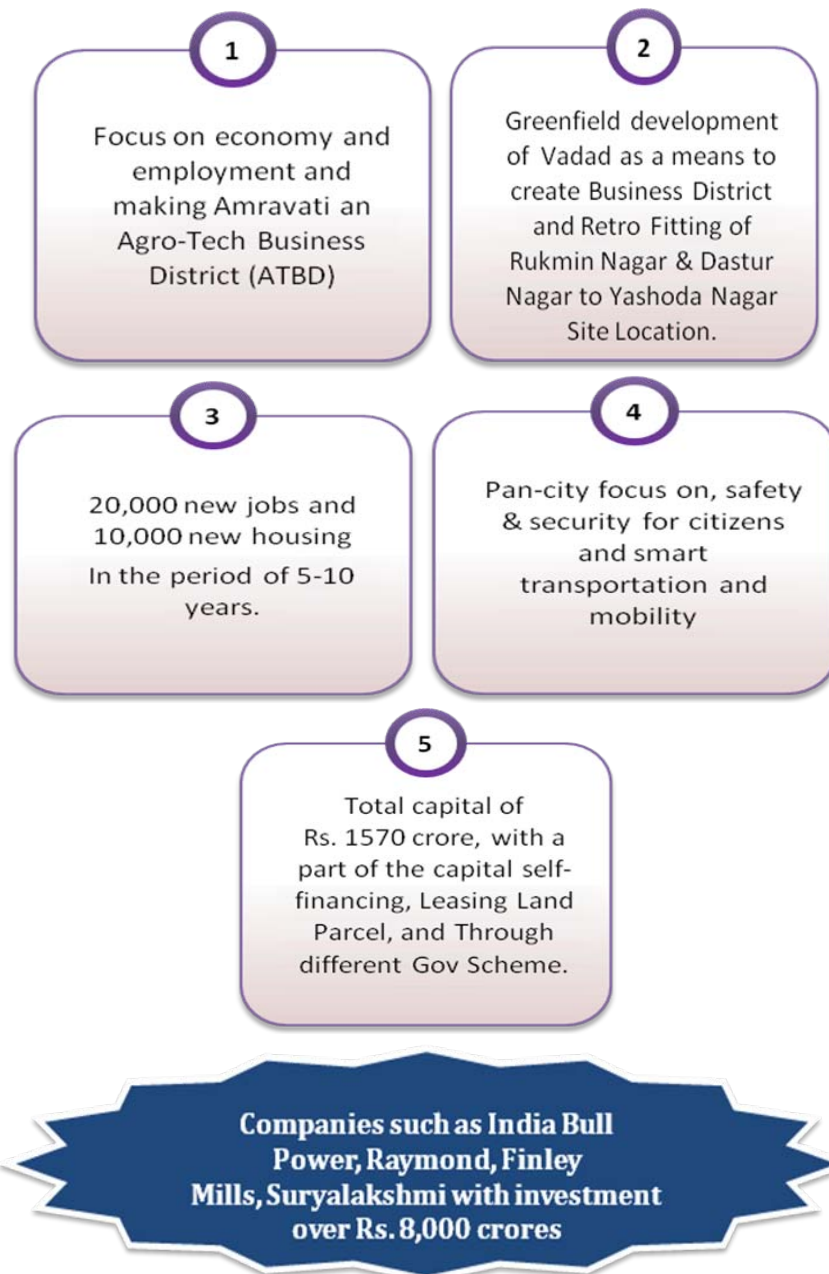 1
Focus on economy and
employment and
making Amravati an
Agro-Tech Business
District (ATBD)
2
Greenfield development
of Vadad as a means to
create Business District
and Retro Fitting of
Rukmin Nagar & Dastur
Nagar to Yashoda Nagar
Site Location.
3
20,000 new jobs and
10,000 new housing
In the period of 5-10
years.
4
Pan-city focus on, safety
& security for citizens
and smart
transportation and
mobility
5
Total capital of
Rs. 1570 crore, with a
part of the capital self-
financing, Leasing Land
Parcel, and Through
different Gov Scheme.
Companies such as India Bull
Power, Raymond, Finley
Mills, Suryalakshmi with investment
over Rs. 8,000 crores